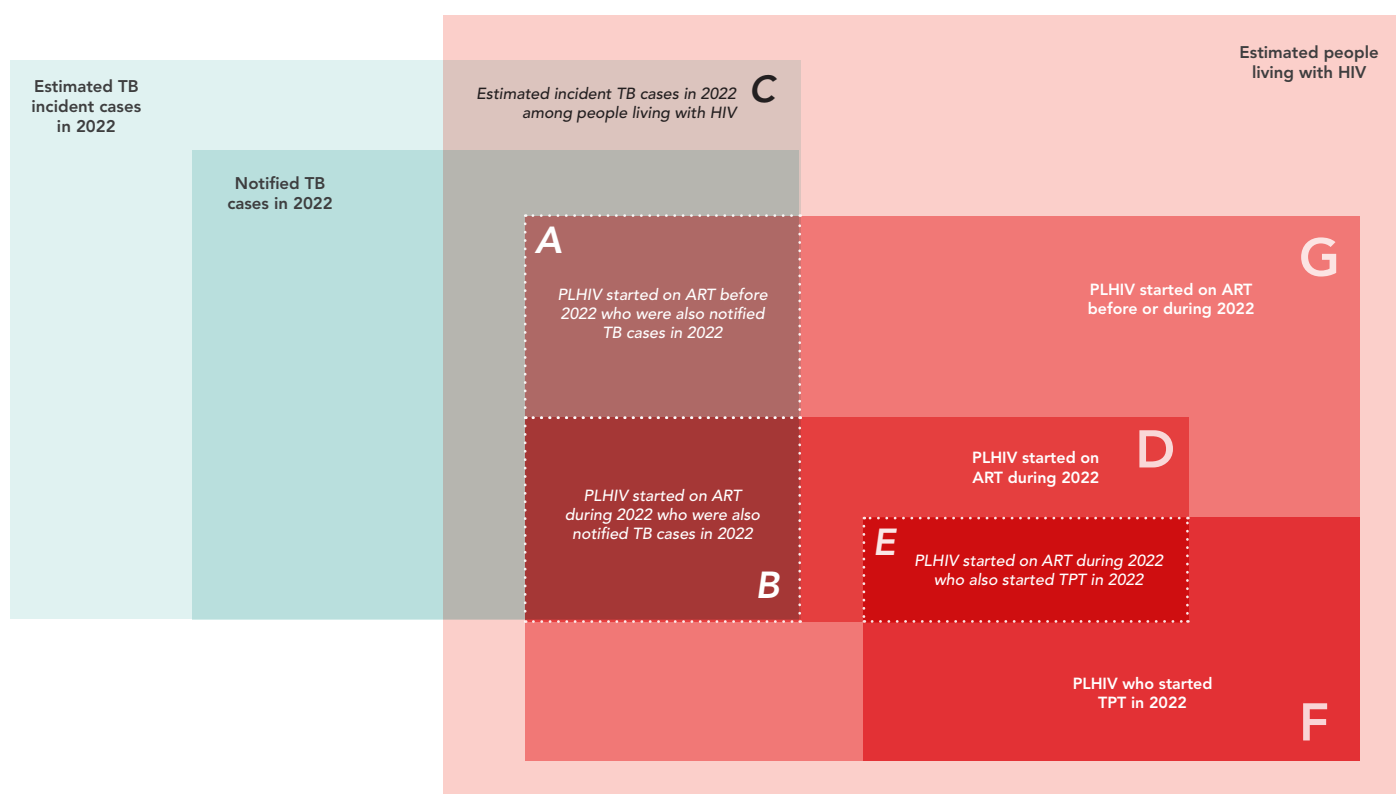 Estimated people
living with HIV
Estimated TB
incident cases
in 2022
Estimated incident TB cases in 2022
among people living with HIV
C
Notified TB
cases in 2022
A
PLHIV started on ART before
2022 who were also notified
TB cases in 2022
G
PLHIV started on ART
before or during 2022
PLHIV started on
ART during 2022
D
PLHIV started on ART
during 2022 who were also
notified TB cases in 2022
B
E
PLHIV started on ART during 2022
who also started TPT in 2022
PLHIV who started
TPT in 2022
F